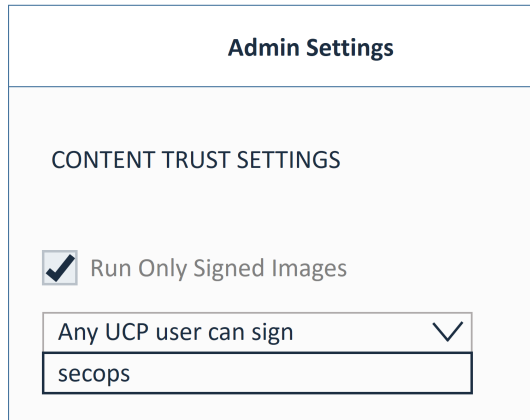 Admin Settings
CONTENT TRUST SETTINGS
Run Only Signed Images
Any UCP user can sign
secops